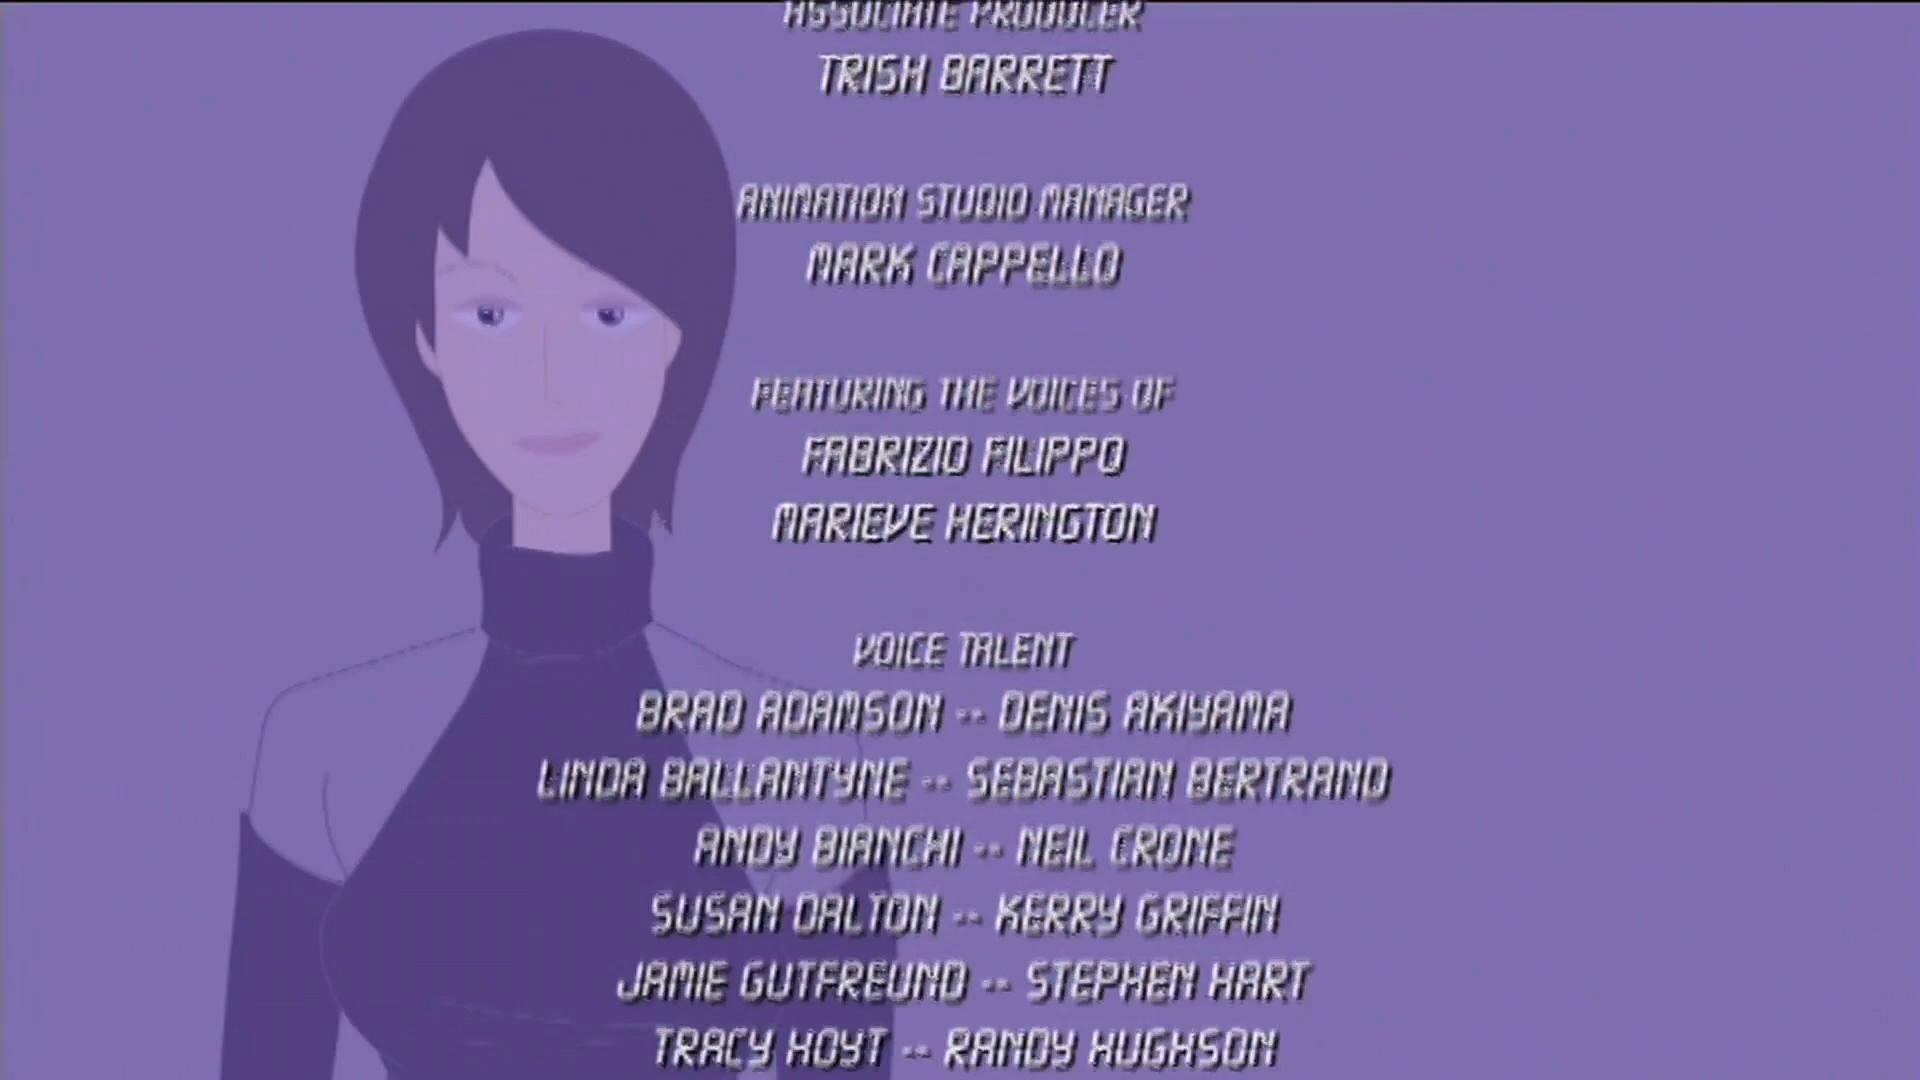 ASSOCIATE PRODUCER
TRISH BARRETT
ANIMATION STUDIO MANAGER
MARK CAPPELLO
FEATURING THE VOICES OF
FABRIZIO FILIPPO
MARIEVE HERINGTON
VOICE TALENT
BRAD ADAMSON -- DENIS AKIYAMA
LINDA BALLANTYNE -- SEBASTIAN BERTRAND
ANDY BIANCHI -- NEIL CRONE
SUSAN DALTON -- KERRY GRIFFIN
JAMIE GUTFREUND -- STEPHEN HART
TRACY HOYT -- RANDY HUGHSON